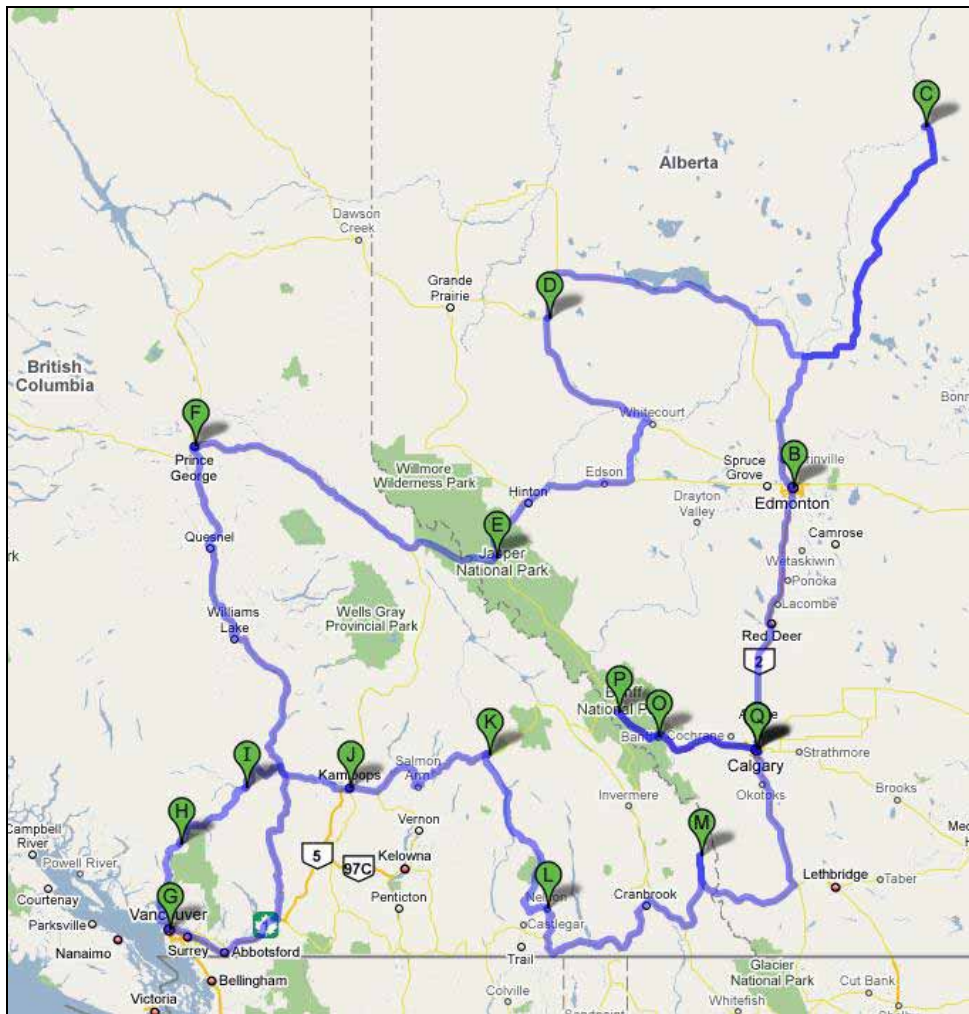 C
Alberta
Dawson
Creek
D
Grande
Prairie
British
Columbia
F
Whitecourt
Prince
George
Willmore
Wilderness Park
Edson
Hinton
Spruce
Grove
B
Edmonton
Drayton
Valley
Camrose
Quesnel
E
Jasper
National Park
Wetaskiwin
Ponoka
Lacombe
Williams
Lake
Wells Gray
Provincial Park
Red Deer
2
P
Banff
National Park
O
Q
K
Banff
Cochrane
Strathmore
Calgary
I
J
Kamloops
Salmon
Arm
Invermere
Okotoks
Brooks
H
Vernon
M
Campbell
River
Powell River
5
97C
Kelowna
Lethbridge
Taber
Courtenay
G
Vancouver
Penticton
L
Nelson
Cranbrook
Parksville
Castlegar
Nanaimo
Surrey
Abbotsford
Trail
Bellingham
Glacier
National Park
Cut Bank
Victoria
Colville
Whitefish